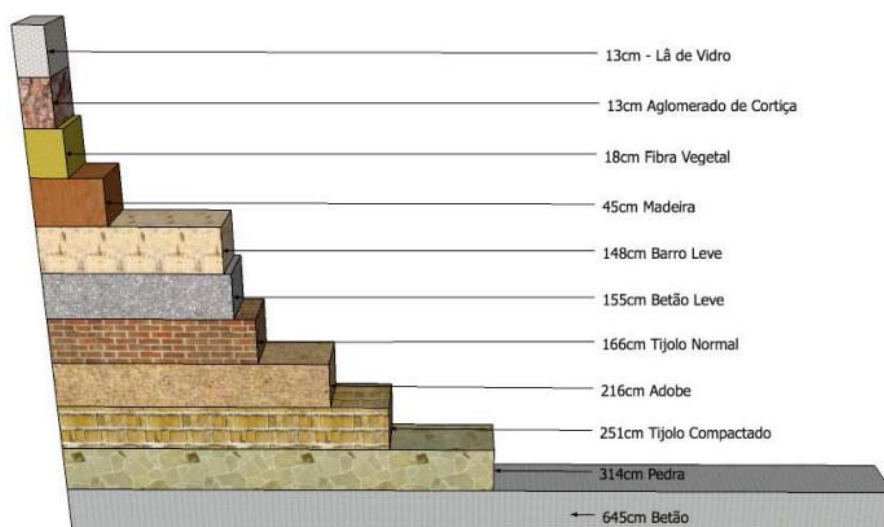 13cm - Lâ de Vidro
13cm Aglomerado de Cortiça
18cm Fibra Vegetal
45cm Madeira
148cm Barro Leve
155cm Betão Leve
166cm Tijolo Normal
216cm Adobe
251cm Tijolo Compactado
314cm Pedra
645cm Betão